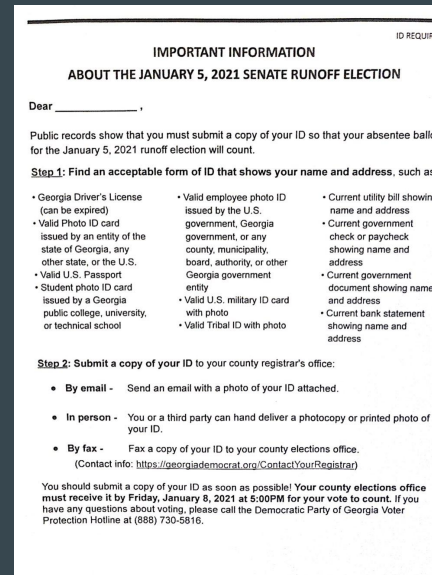 ID REQUIR
IMPORTANT INFORMATION
ABOUT THE JANUARY 5, 2021 SENATE RUNOFF ELECTION
Dear ______________ ,
Public records show that you must submit a copy of your ID so that your absentee ballo
for the January 5, 2021 runoff election will count.
Step 1: Find an acceptable form of ID that shows your name and address, such as
• Georgia Driver's License
(can be expired)
• Valid Photo ID card
issued by an entity of the
state of Georgia, any
other state, or the U.S.
• Valid U.S. Passport
• Student photo ID card
issued by a Georgia
public college, university,
or technical school
• Valid employee photo ID
issued by the U.S.
government, Georgia
government, or any
county, municipality,
board, authority, or other
Georgia government
entity
• Valid U.S. military ID card
with photo
• Valid Tribal ID with photo
• Current utility bill showin
name and address
• Current government
check or paycheck
showing name and
address
• Current government
document showing name
and address
• Current bank statement
showing name and
address
Step 2: Submit a copy of your ID to your county registrar's office:
• By email - Send an email with a photo of your ID attached.
• In person - You or a third party can hand deliver a photocopy or printed photo of
your ID.
• By fax - Fax a copy of your ID to your county elections office.
(Contact info: https://georgiademocrat.org/ContactYourRegistrar)
You should submit a copy of your ID as soon as possible! Your county elections office
must receive it by Friday, January 8, 2021 at 5:00PM for your vote to count. If you
have any questions about voting, please call the Democratic Party of Georgia Voter
Protection Hotline at (888) 730-5816.